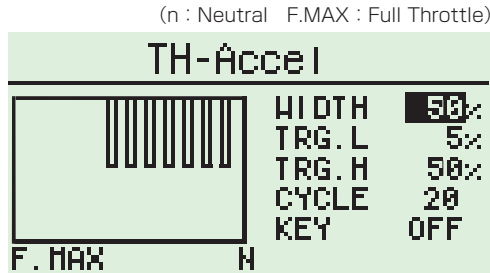 (n : Neutral F.MAX : Full Throttle)
TH-Accel
WIDTH 50%
TRG.L 5%
TRG.H 50%
CYCLE 20
KEY OFF
F.MAX N